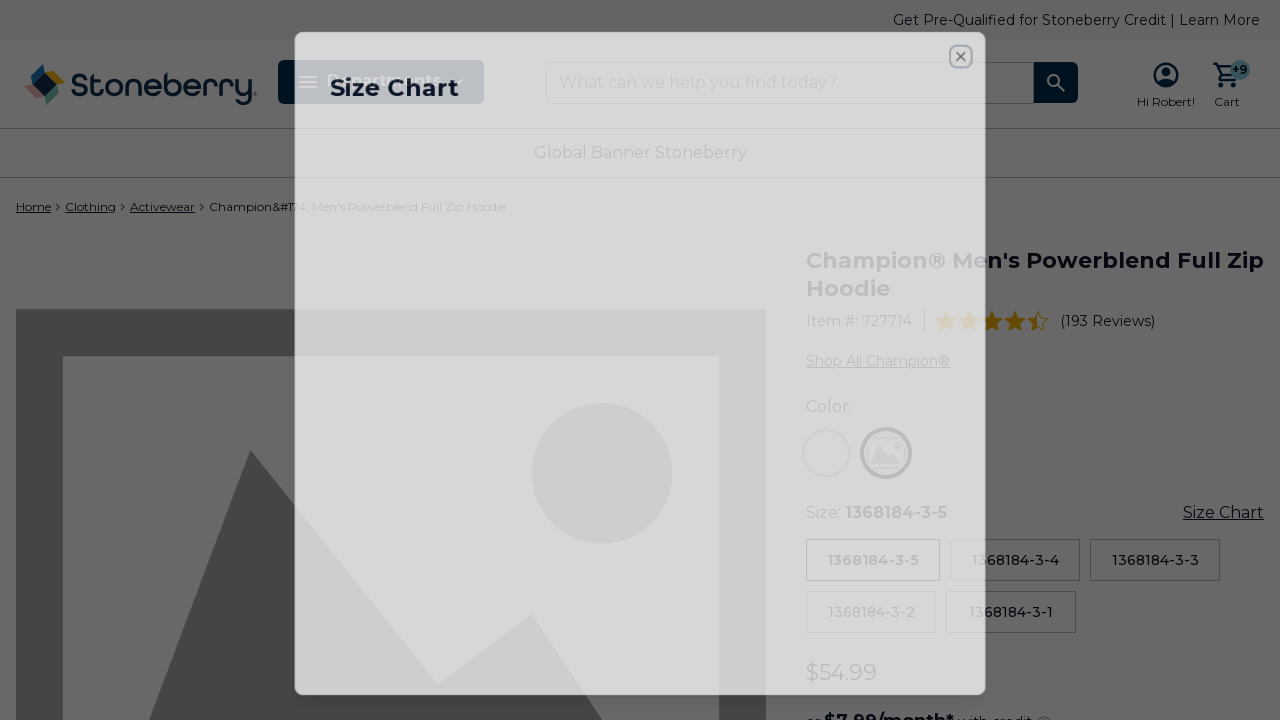 Get Pre-Qualified for Stoneberry Credit | Learn More
Stoneberry
Departments
What can we help you find today?
Hi Robert!
+9
Cart
Size Chart
Global Banner Stoneberry
Home > Clothing > Activewear > Champion&#174; Men's Powerblend Full Zip Hoodie
Champion® Men's Powerblend Full Zip
Hoodie
Item #: 727714
(193 Reviews)
Shop All Champion®
Color:
Size: 1368184-3-5
Size Chart
1368184-3-5
1368184-3-4
1368184-3-3
1368184-3-2
1368184-3-1
$54.99
or $7.99/month* with credit